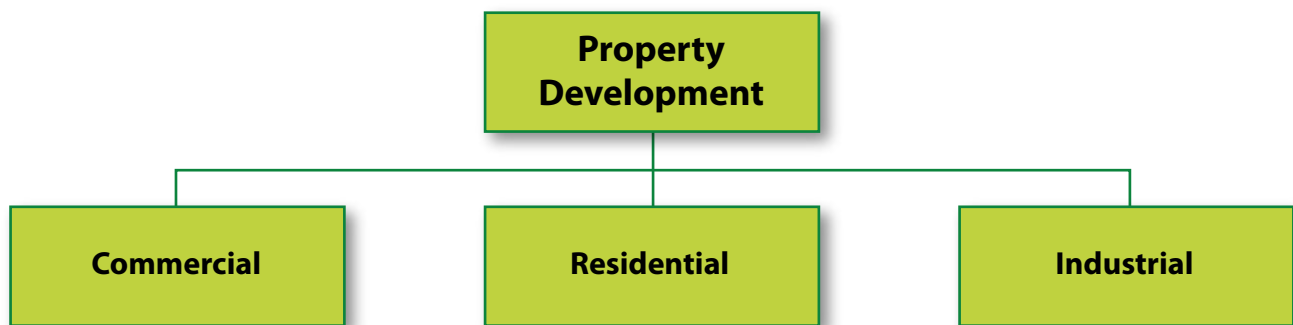 Property
Development
Commercial
Residential
Industrial